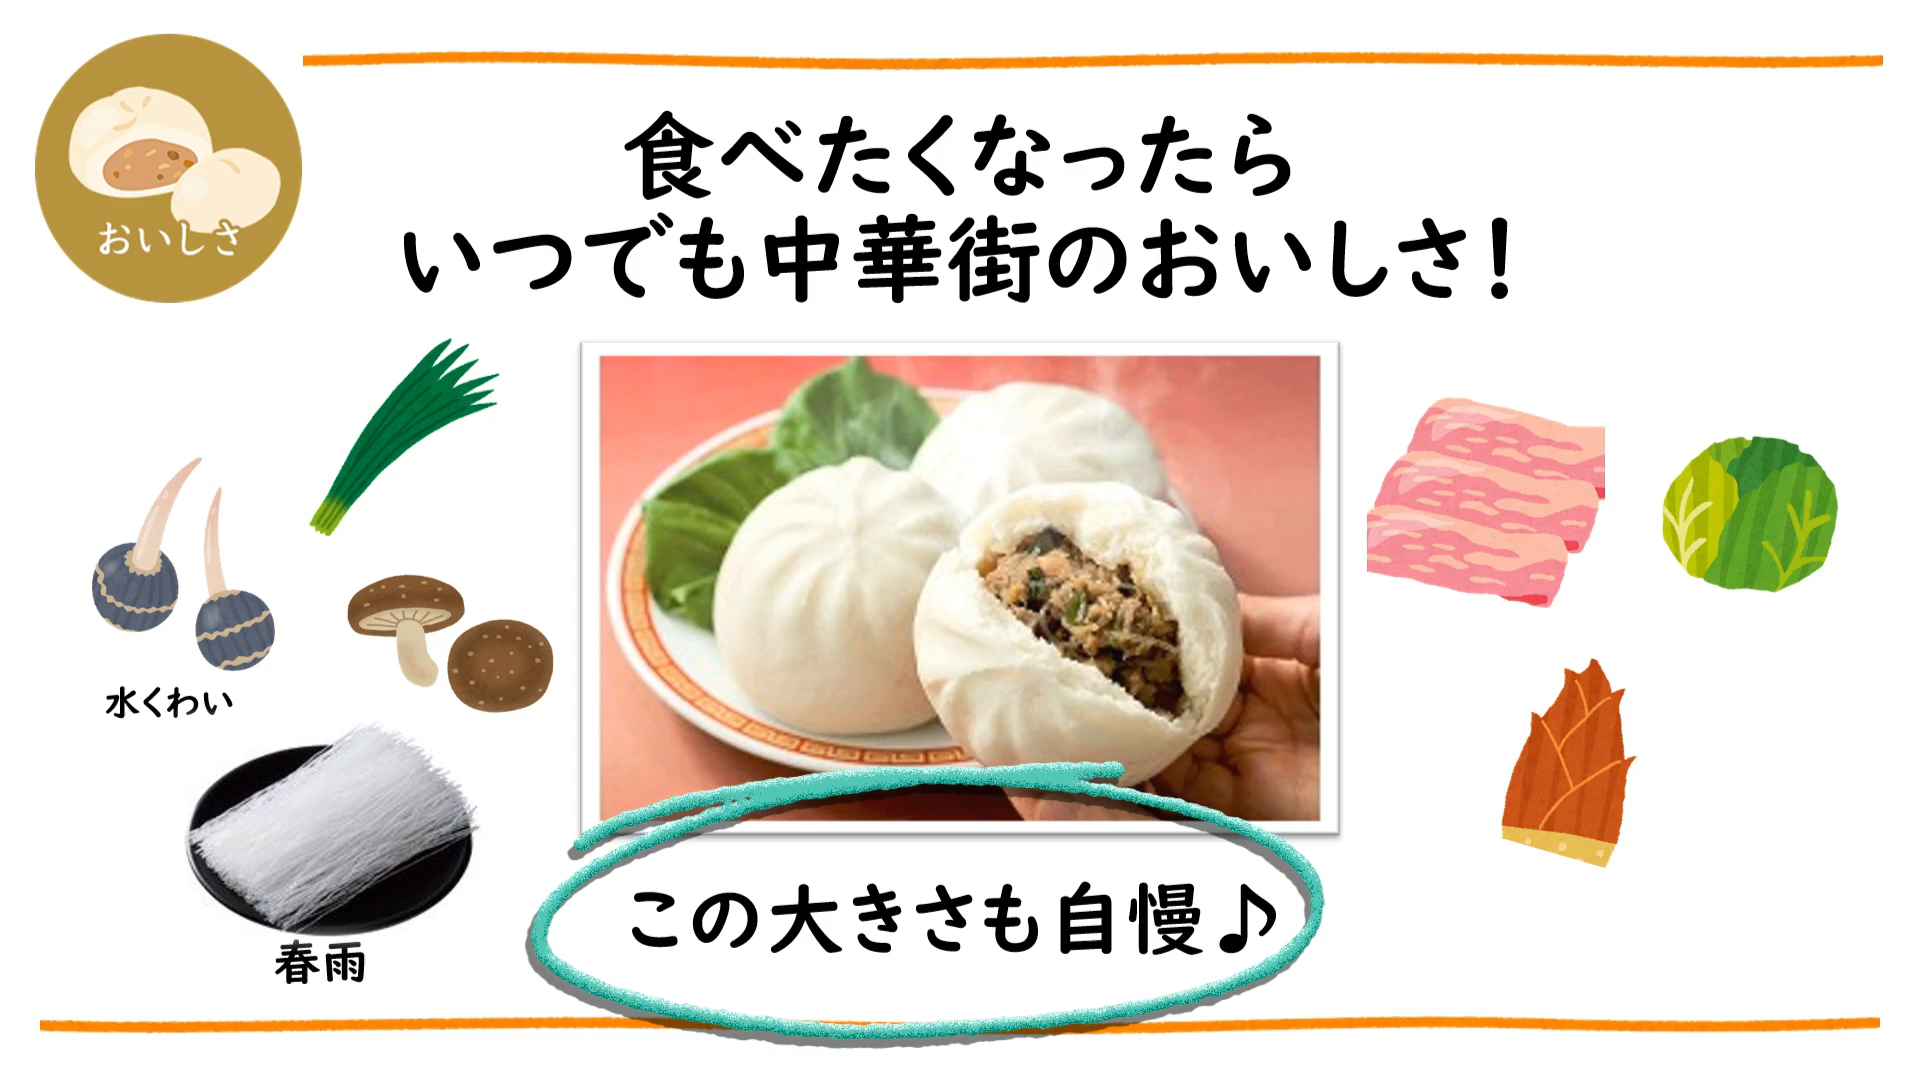 おいしさ
食べたくなったら
いつでも中華街のおいしさ！
水くわい
春雨
この大きさも自慢♪